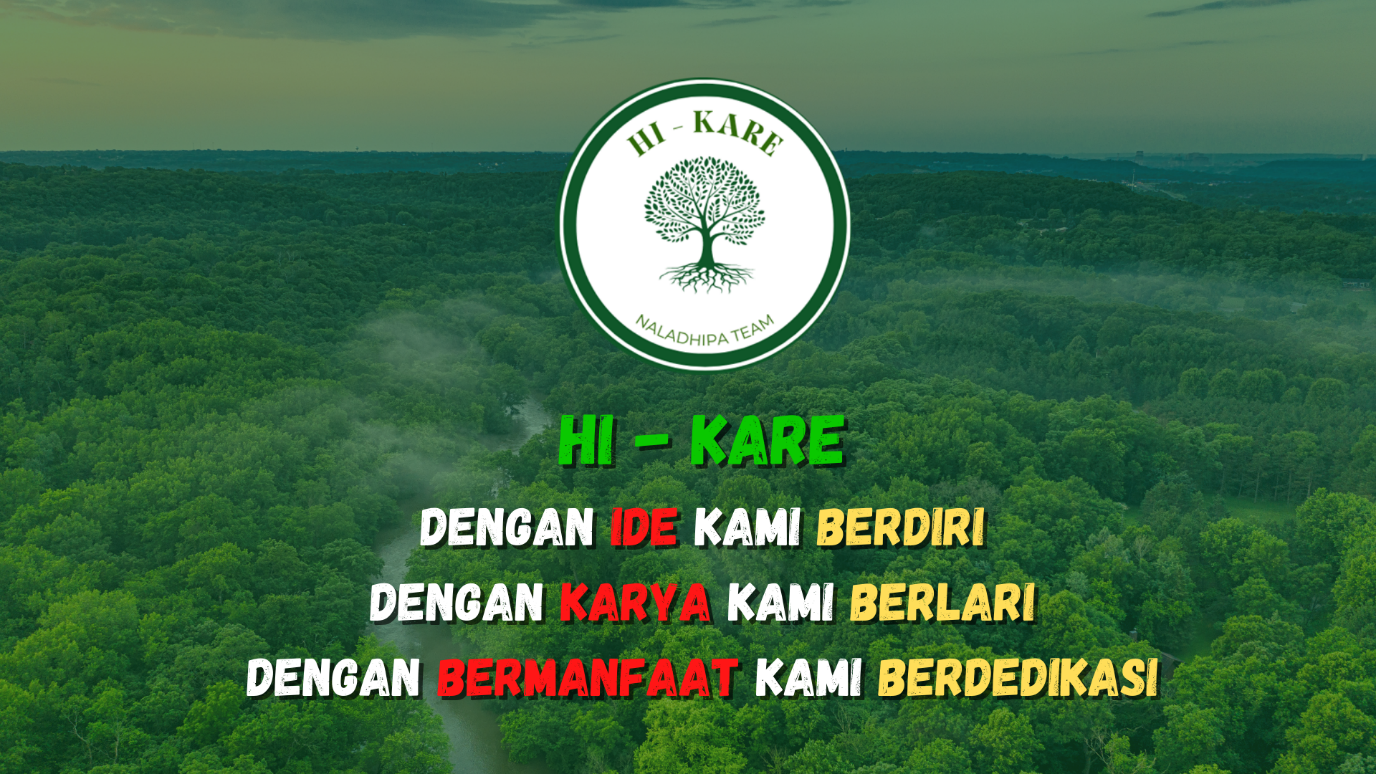 HI - KARE
NALADHIPA TEAM
HI – KARE
DENGAN IDE KAMI BERDIRI
DENGAN KARYA KAMI BERLARI
DENGAN BERMANFAAT KAMI BERDEDIKASI